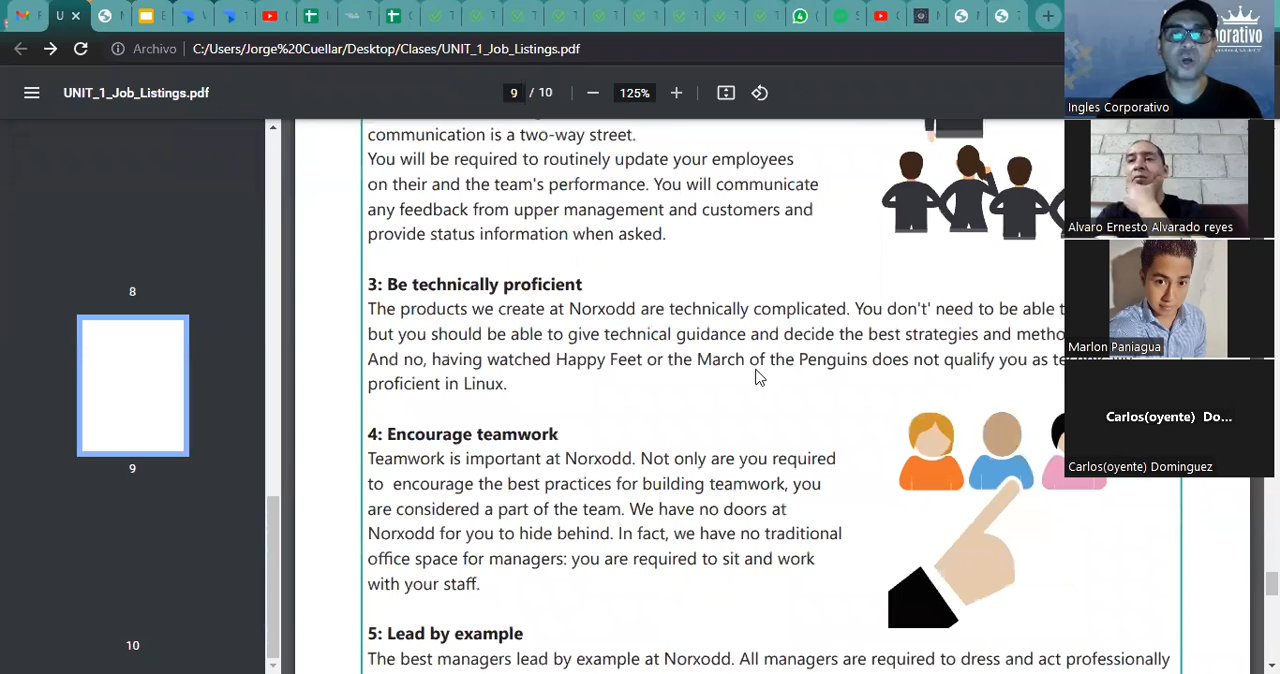 U
Archivo
C:/Users/Jorge%20Cuellar/Desktop/Clases/UNIT_1_Job_Listings.pdf
UNIT_1_Job_Listings.pdf
9 / 10
125%
communication is a two-way street.
You will be required to routinely update your employees
on their and the team's performance. You will communicate
any feedback from upper management and customers and
provide status information when asked.
3: Be technically proficient
The products we create at Norxodd are technically complicated. You don't' need to be able
but you should be able to give technical guidance and decide the best strategies and
And no, having watched Happy Feet or the March of the Penguins does not qualify you as
proficient in Linux.
4: Encourage teamwork
Teamwork is important at Norxodd. Not only are you required
to encourage the best practices for building teamwork, you
are considered a part of the team. We have no doors at
Norxodd for you to hide behind. In fact, we have no traditional
office space for managers: you are required to sit and work
with your staff.
5: Lead by example
The best managers lead by example at Norxodd. All managers are required to dress and act professionally
8
9
10
orativo
Ingles Corporativo
Alvaro Ernesto Alvarado reyes
Marlon Paniagua
Carlos(oyente) Do...
Carlos(oyente) Dominguez